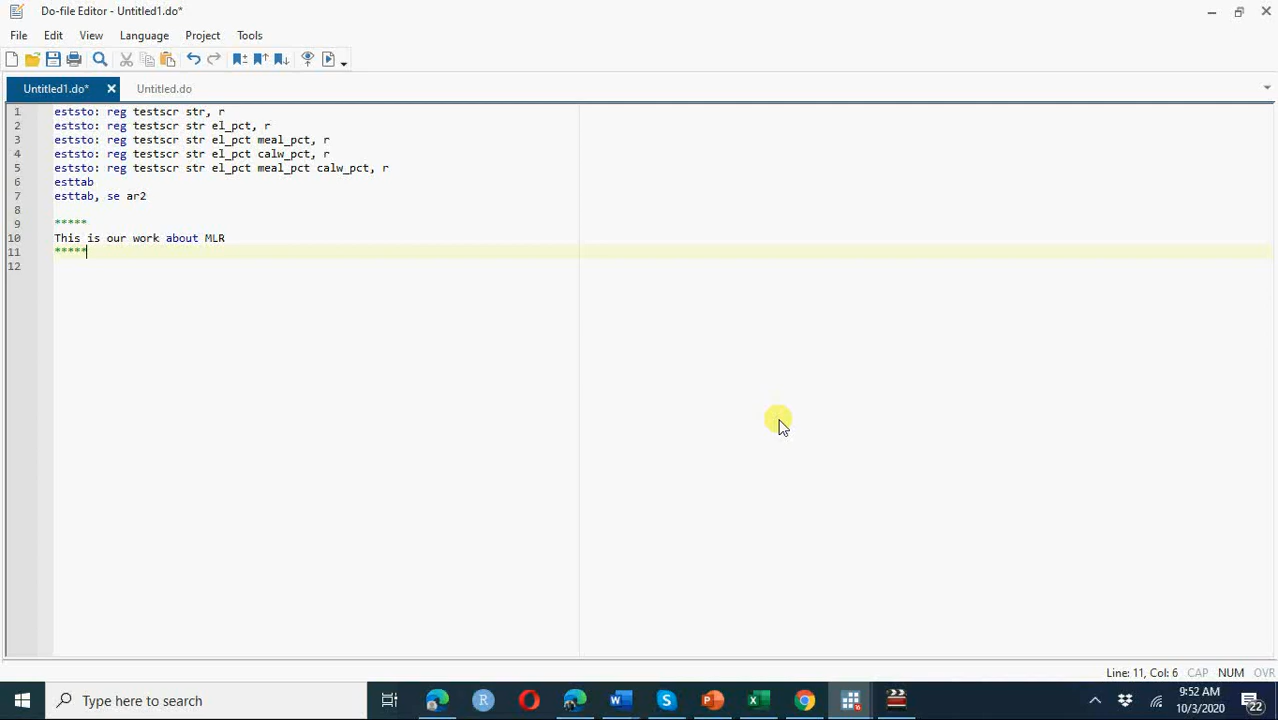 Do-file Editor - Untitled1.do*
File Edit View Language Project Tools
Untitled1.do* Untitled.do
1 eststo: reg testscr str, r
2 eststo: reg testscr str el_pct, r
3 eststo: reg testscr str el_pct meal_pct, r
4 eststo: reg testscr str el_pct calw_pct, r
5 eststo: reg testscr str el_pct meal_pct calw_pct, r
6 esttab
7 esttab, se ar2
8
9 *****
10 This is our work about MLR
11 *****
12
Line: 11, Col: 6 CAP NUM OVR
Type here to search
9:52 AM
10/3/2020
22